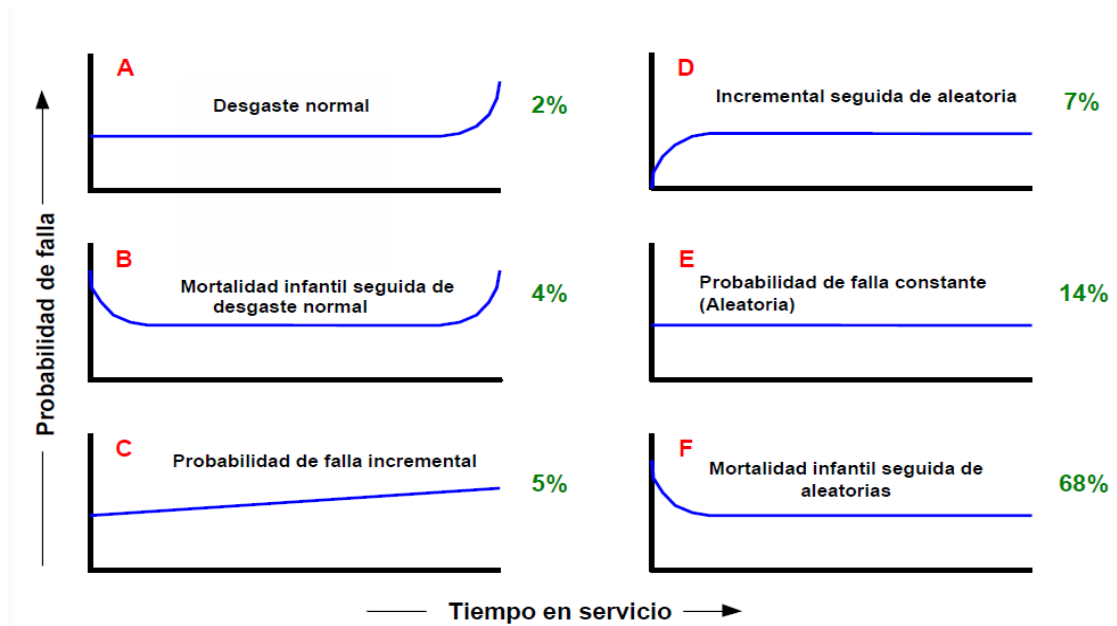 A
Desgaste normal
2%
D
Incremental seguida de aleatoria
7%
B
Mortalidad infantil seguida de
desgaste normal
4%
E
Probabilidad de falla constante
(Aleatoria)
14%
C
Probabilidad de falla incremental
5%
F
Mortalidad infantil seguida de
aleatorias
68%
Probabilidad de falla
Tiempo en servicio